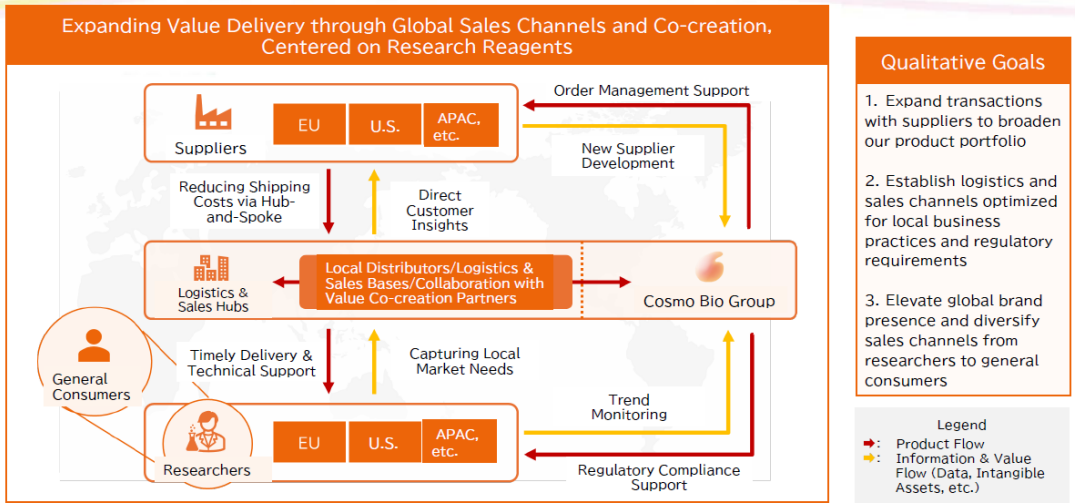 Expanding Value Delivery through Global Sales Channels and Co-creation,
Centered on Research Reagents
Suppliers
EU
U.S.
APAC,
etc.
Order Management Support
New Supplier
Development
Reducing Shipping
Costs via Hub-
and-Spoke
Direct
Customer
Insights
Logistics &
Sales Hubs
Local Distributors/Logistics &
Sales Bases/Collaboration with
Value Co-creation Partners
Cosmo Bio Group
General
Consumers
Timely Delivery &
Technical Support
Capturing Local
Market Needs
Trend
Monitoring
Researchers
EU
U.S.
APAC,
etc.
Regulatory Compliance
Support
Qualitative Goals
1. Expand transactions
with suppliers to broaden
our product portfolio
2. Establish logistics and
sales channels optimized
for local business
practices and regulatory
requirements
3. Elevate global brand
presence and diversify
sales channels from
researchers to general
consumers
Legend
: Product Flow
: Information & Value
Flow (Data, Intangible
Assets, etc.)